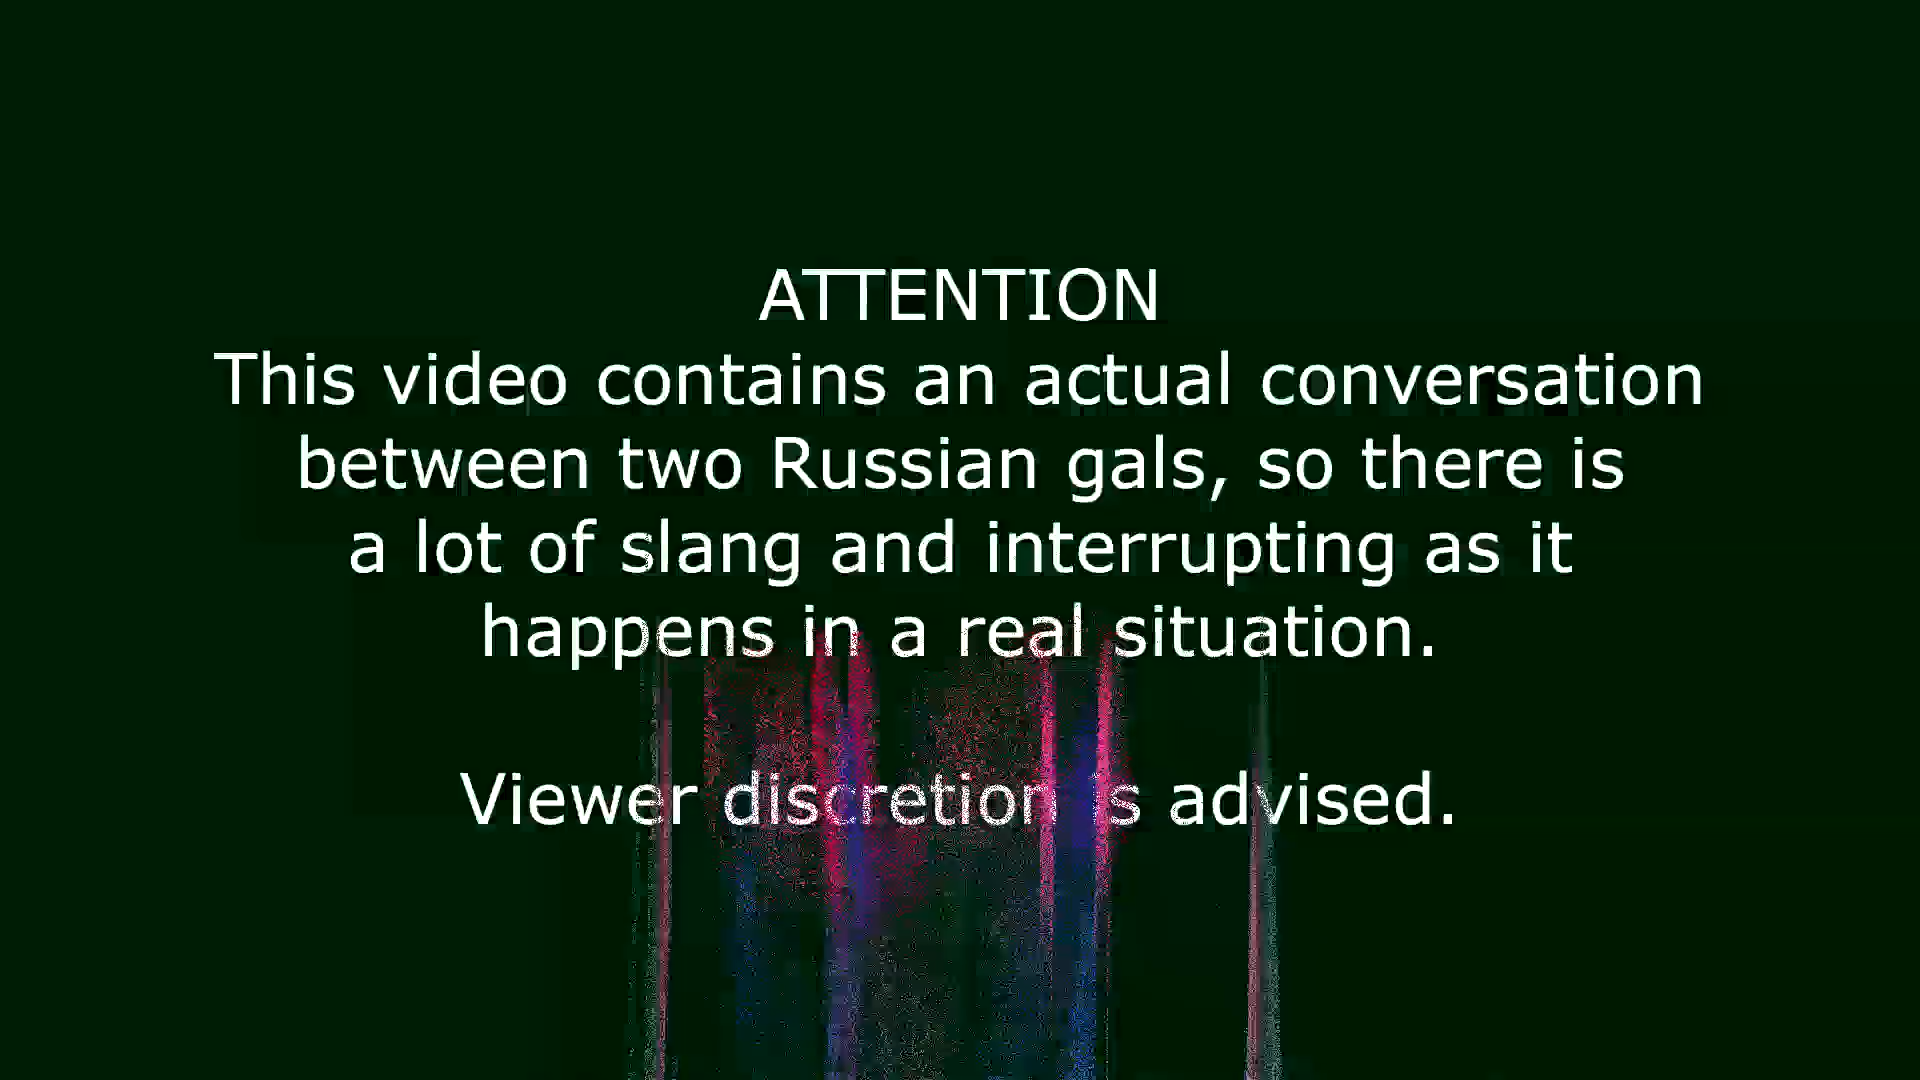 ATTENTION
This video contains an actual conversation
between two Russian gals, so there is
a lot of slang and interrupting as it
happens in a real situation.
Viewer discretion is advised.